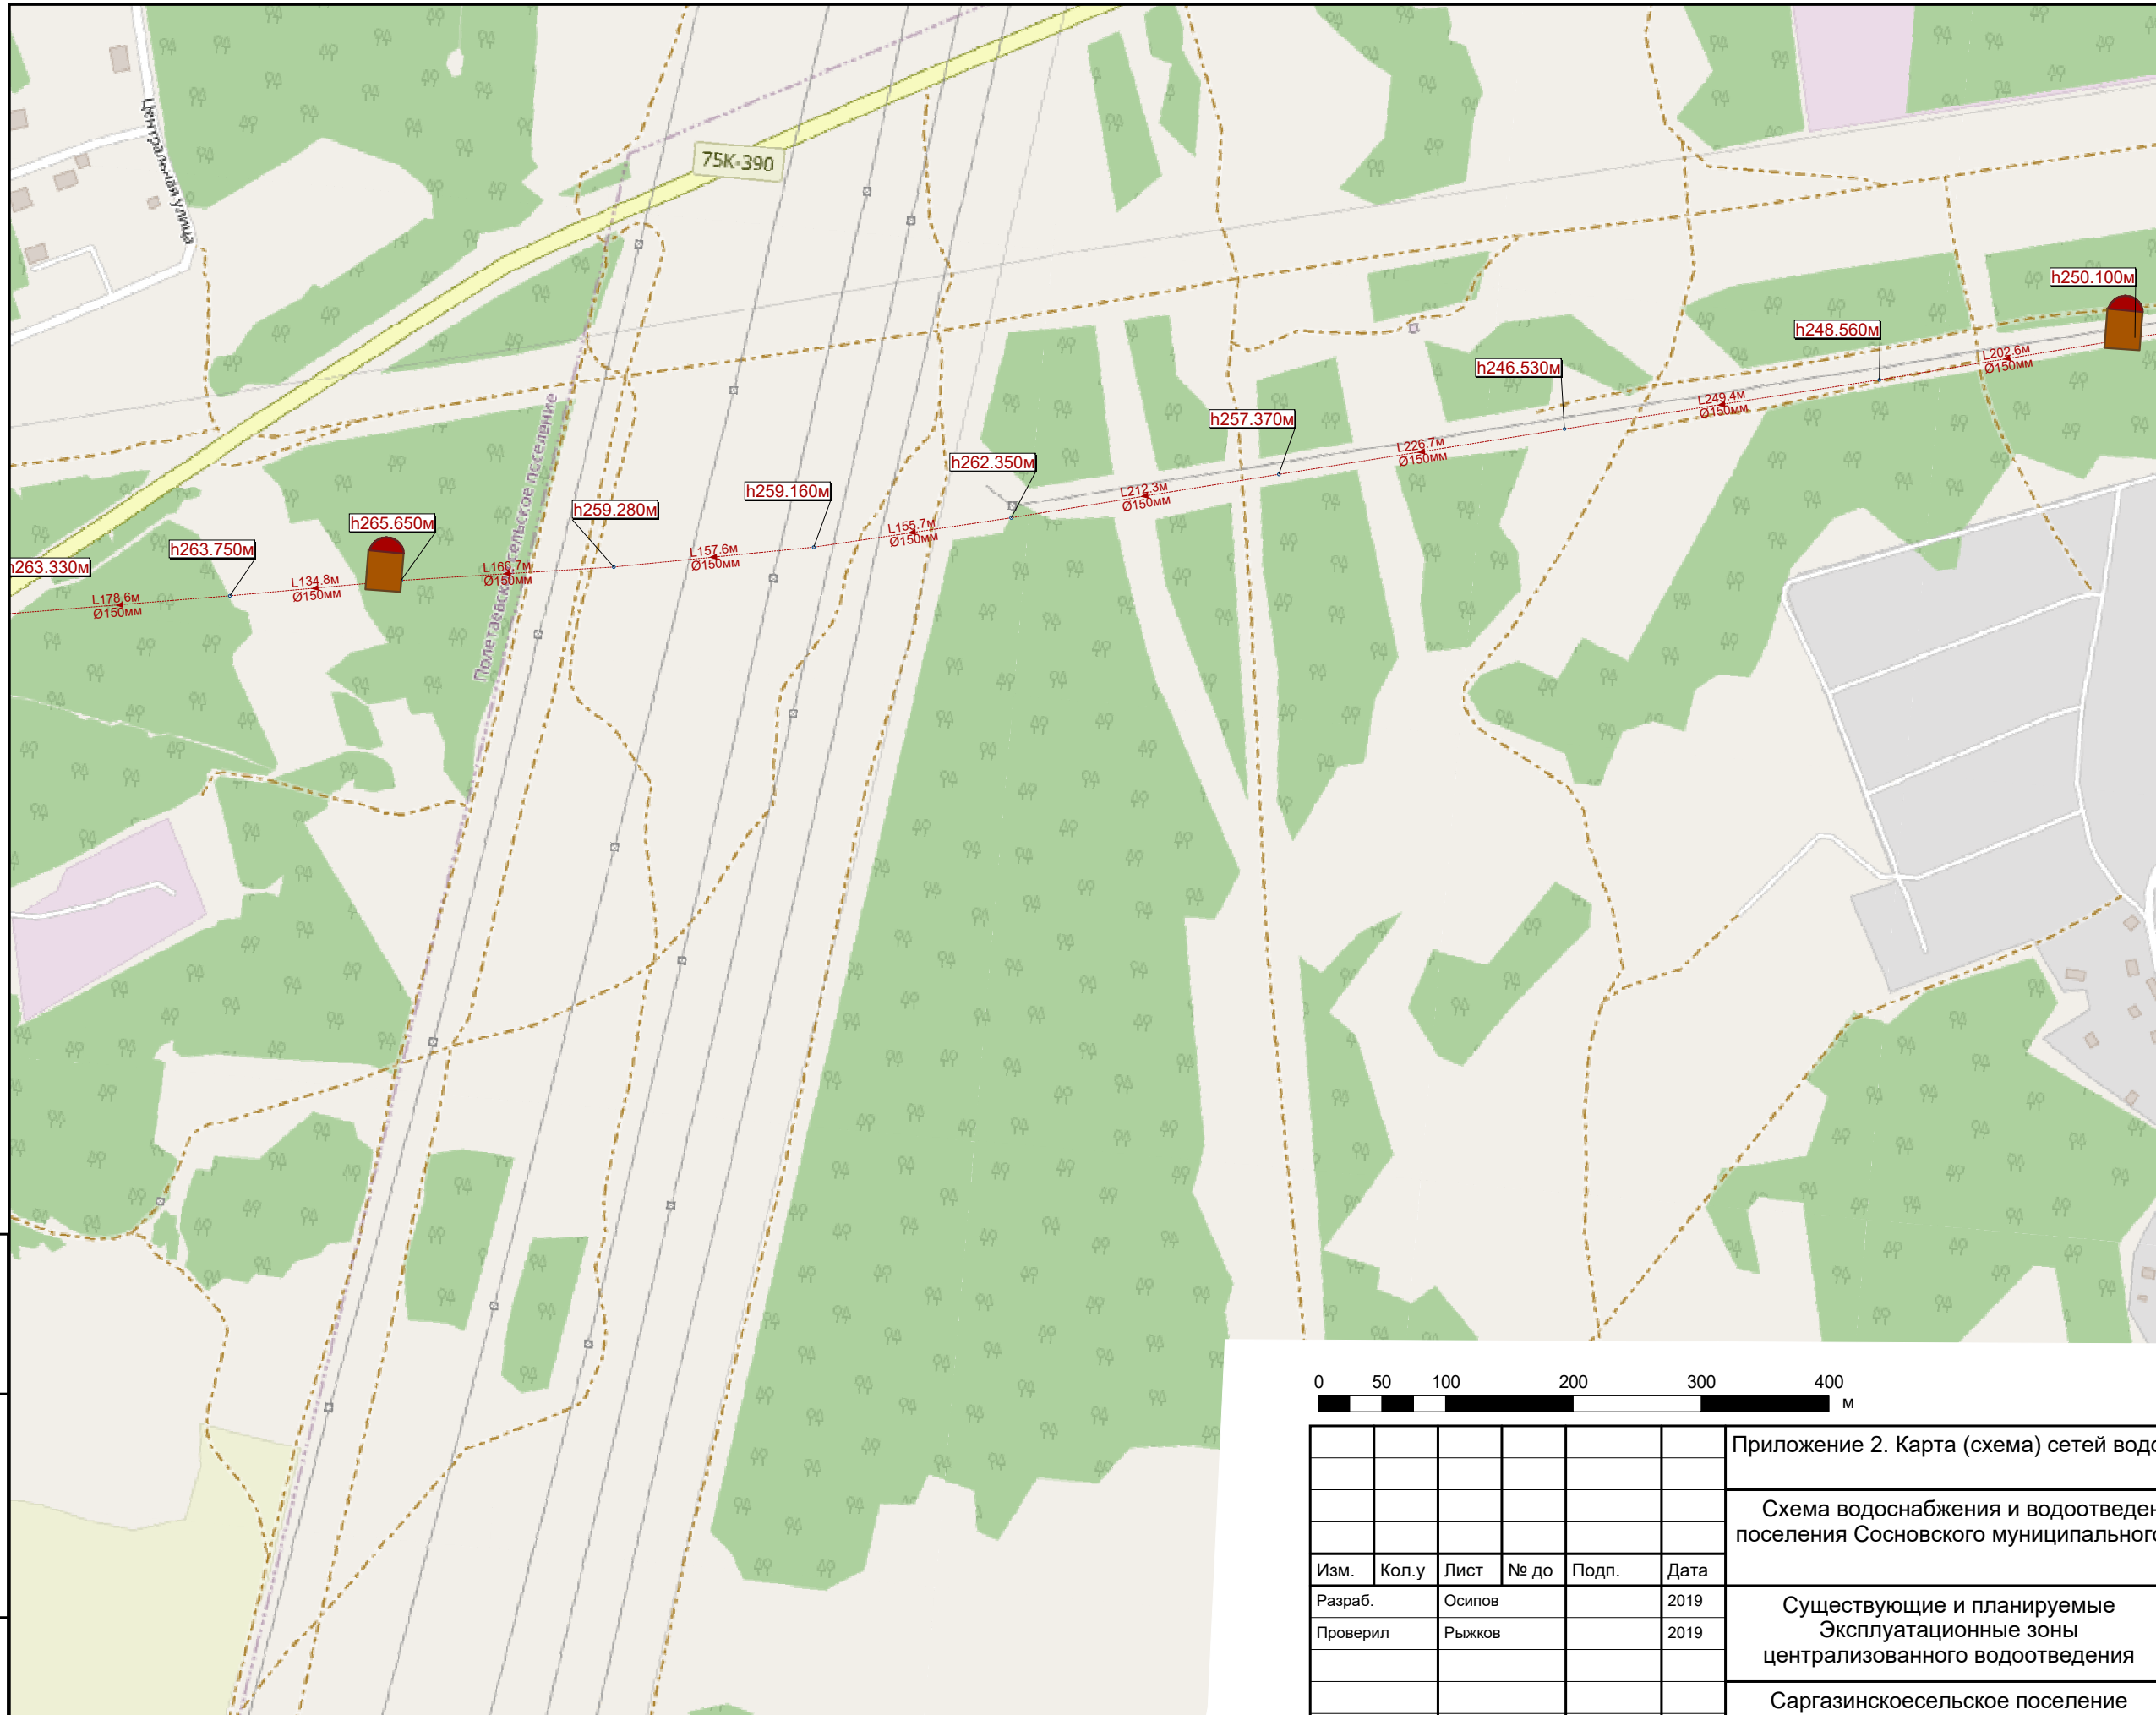 Центральная улица
75К-390
Полетаевское сельское поселение
h250.100м
h248.560м
L202.6м
Ø150мм
h246.530м
L249.4м
Ø150мм
h257.370м
L226.7м
Ø150мм
h262.350м
L212.3м
Ø150мм
h259.160м
L155.7м
Ø150мм
h259.280м
L157.6м
Ø150мм
h265.650м
L166.7м
Ø150мм
h263.750м
L134.8м
Ø150мм
h263.330м
L178.6м
Ø150мм
0 50 100 200 300 400
м
Приложение 2. Карта (схема) сетей водо
Схема водоснабжения и водоотведен
поселения Сосновского муниципального
Изм. Кол.у Лист № до Подп. Дата
Разраб. Осипов 2019
Проверил Рыжков 2019
Существующие и планируемые
Эксплуатационные зоны
централизованного водоотведения
Саргазинскоесельское поселение